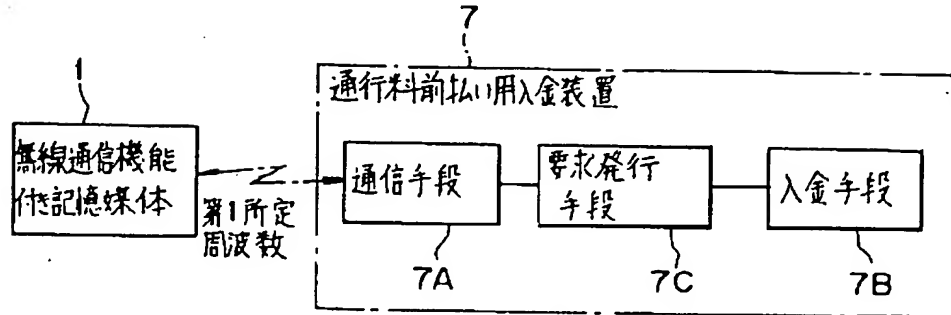 7
1
通行料前払い用入金装置
無線通信機能
付き記憶媒体
第1所定
周波数
通信手段
要求発行
手段
入金手段
7A
7C
7B